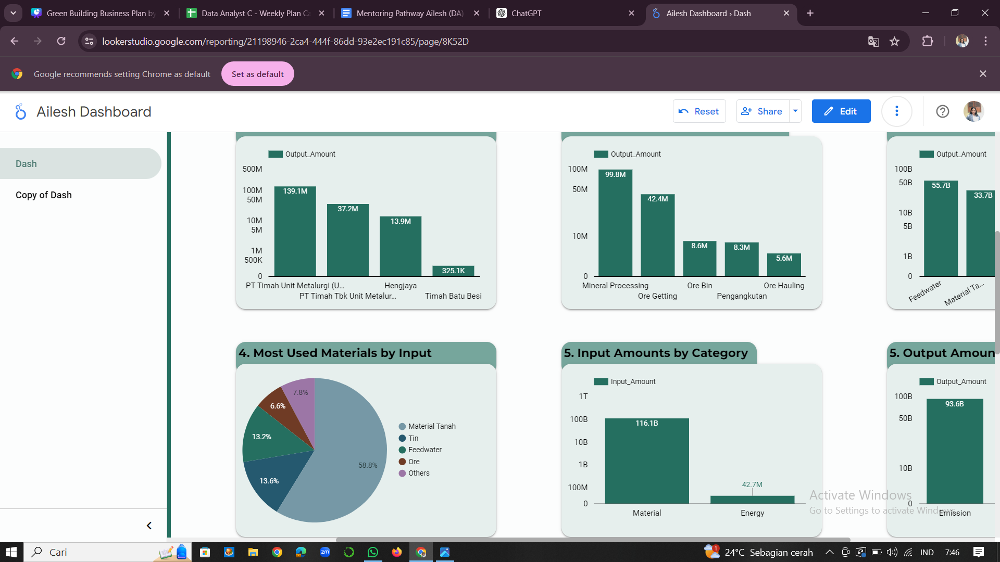 Green Building Business Plan by
Data Analyst C - Weekly Plan Ca
Mentoring Pathway Ailesh (DA)
ChatGPT
Ailesh Dashboard › Dash
lookerstudio.google.com/reporting/21198946-2ca4-444f-86dd-93e2ec191c85/page/8K52D
Google recommends setting Chrome as default
Set as default
Ailesh Dashboard
Reset
Share
Edit
Dash
Copy of Dash
Output_Amount
500M
100M
50M
10M
5M
1M
500K
0
139.1M
37.2M
13.9M
325.1K
PT Timah Unit Metalurgi (U...
Hengjaya
PT Timah Tbk Unit Metalur...
Timah Batu Besi
Output_Amount
100M
50M
10M
0
99.8M
42.4M
8.6M
8.3M
5.6M
Mineral Processing
Ore Bin
Ore Hauling
Ore Getting
Pengangkutan
Output_Amount
100B
50B
10B
5B
1B
0
55.7B
33.7B
Feedwater
Material Ta...
4. Most Used Materials by Input
7.8%
6.6%
13.2%
13.6%
58.8%
Material Tanah
Tin
Feedwater
Ore
Others
5. Input Amounts by Category
Input_Amount
1T
100B
10B
1B
100M
0
116.1B
42.7M
Material
Energy
5. Output Amoun
Output_Amount
100B
50B
10B
0
93.6B
Emission
Activate Windows
Go to Settings to activate Windows.
Cari
zm
1
24°C Sebagian cerah
IND
7:46